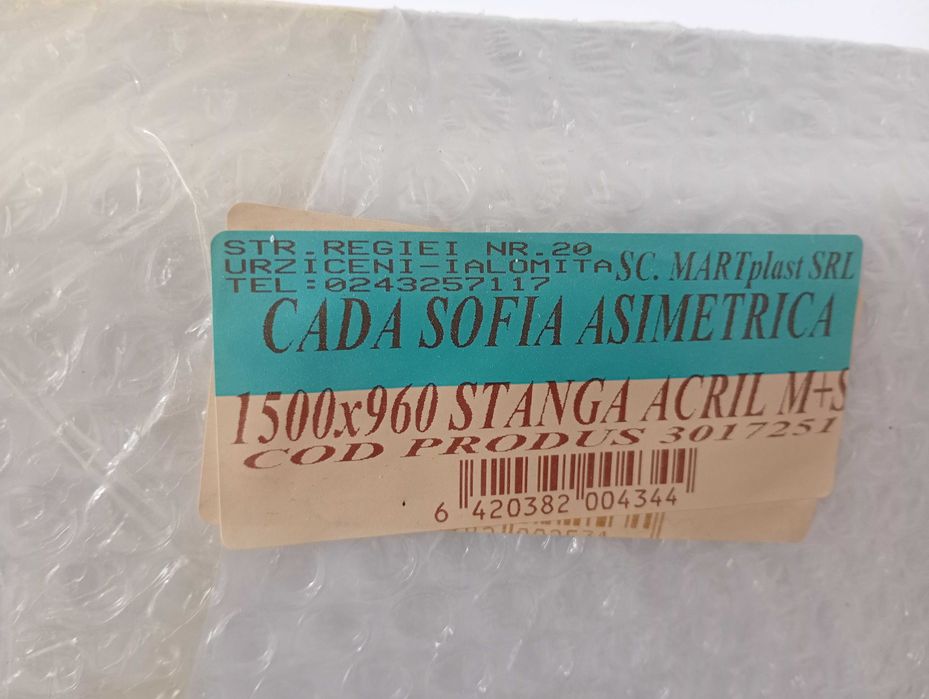 STR.REGIEI NR.20
URZICENI-IALOMITA
TEL:0243257117
SC. MARTplast SRL
CADA SOFIA ASIMETRICA
1500x960 STANGA ACRIL M+S
COD PRODUS 3017251
6 420382 004344